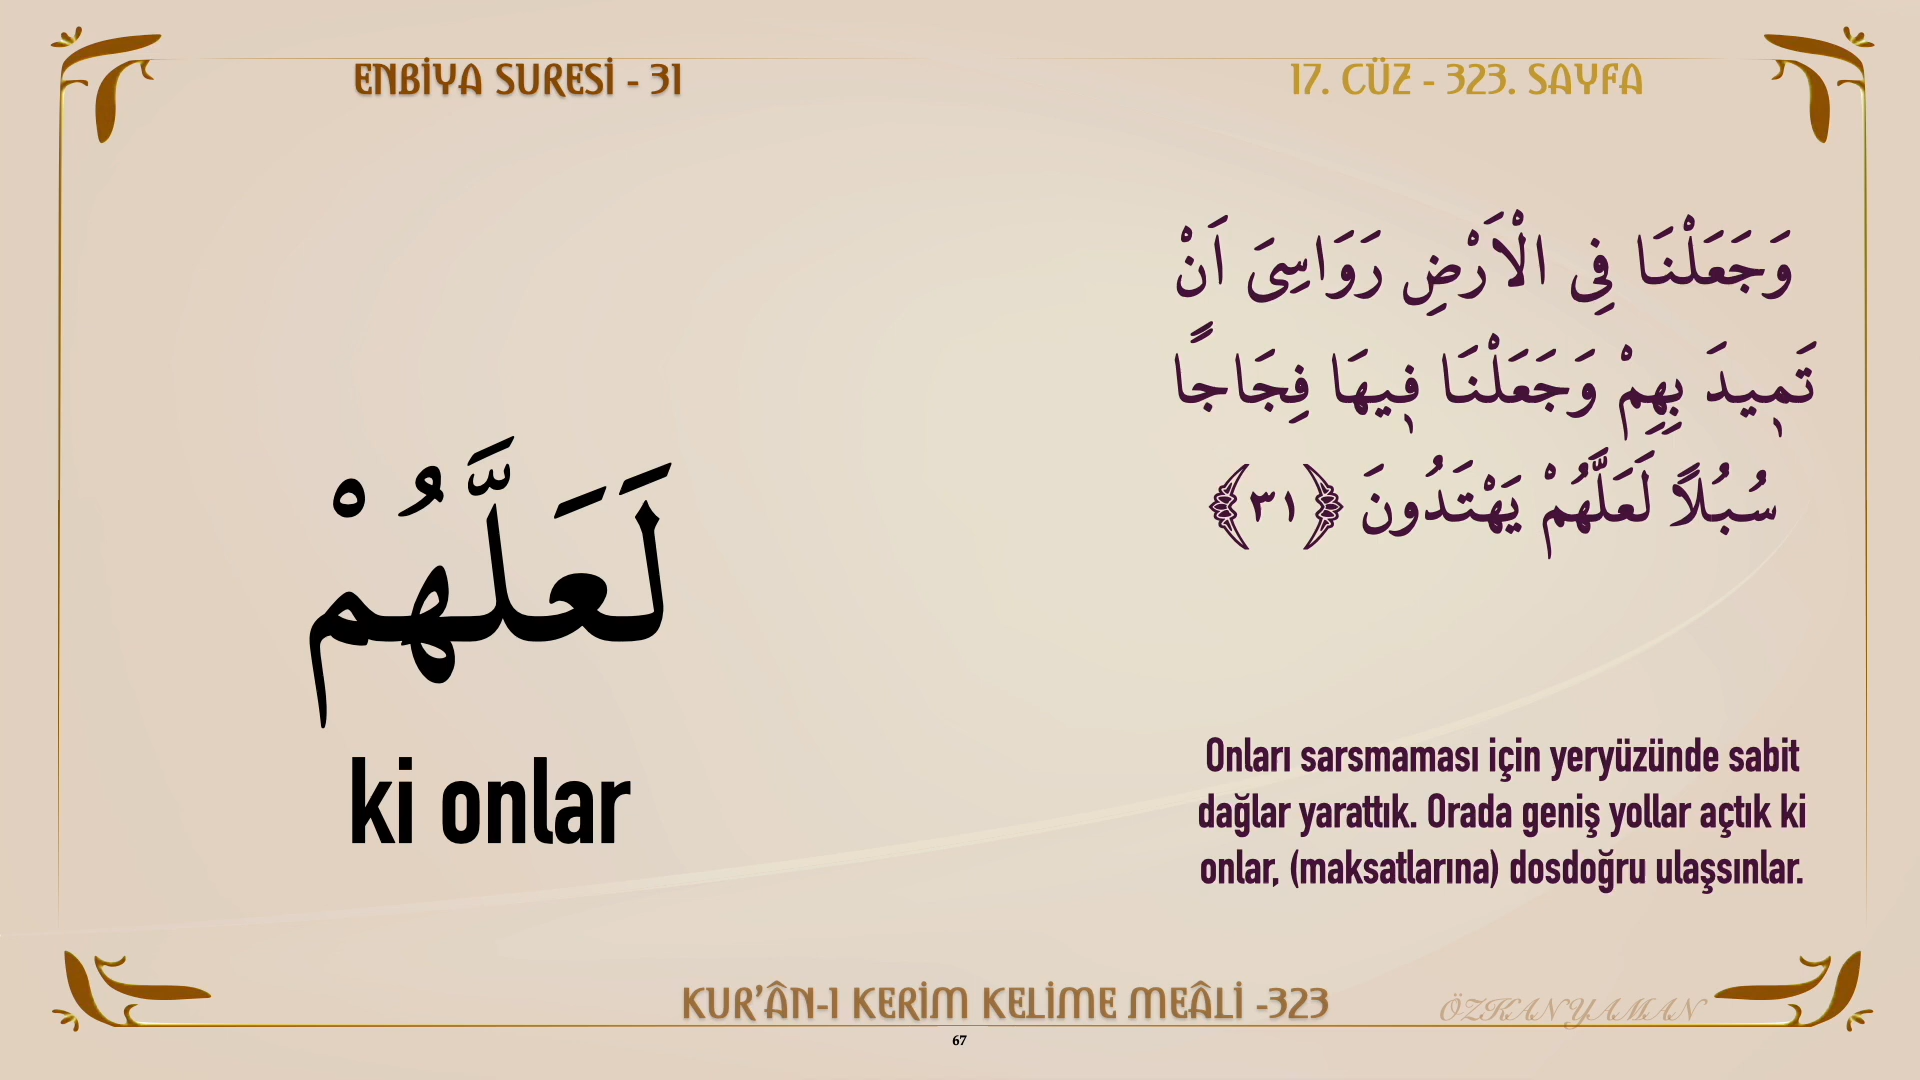 ENBİYA SURESİ - 31
17. CÜZ - 323. SAYFA
وَجَعَلْنَا فِى الْاَرْضِ رَوَاسِىَ اَنْ
تَمٖيدَ بِهِمْ وَجَعَلْنَا فٖيهَا فِجَاجًا
سُبُلًا لَعَلَّهُمْ يَهْتَدُونَ ﴿٣١﴾
لَعَلَّهُمْ
ki onlar
Onları sarsmaması için yeryüzünde sabit
dağlar yarattık. Orada geniş yollar açtık ki
onlar, (maksatlarına) dosdoğru ulaşsınlar.
KUR'ÂN-I KERİM KELİME MEÂLİ -323
ÖZKAN YAMAN
67